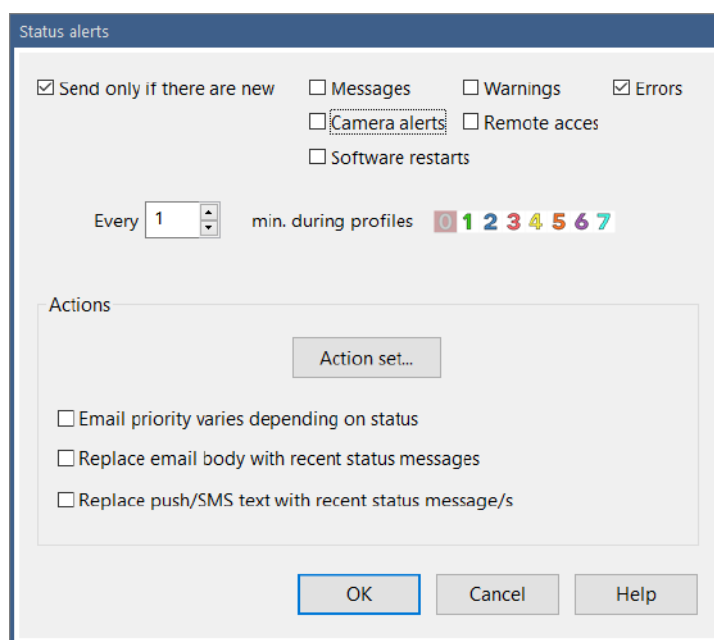 Status alerts
Send only if there are new Messages Warnings Errors
Camera alerts Remote acces
Software restarts
Every 1 min. during profiles 0 1 2 3 4 5 6 7
Actions
Action set...
Email priority varies depending on status
Replace email body with recent status messages
Replace push/SMS text with recent status message/s
OK Cancel Help